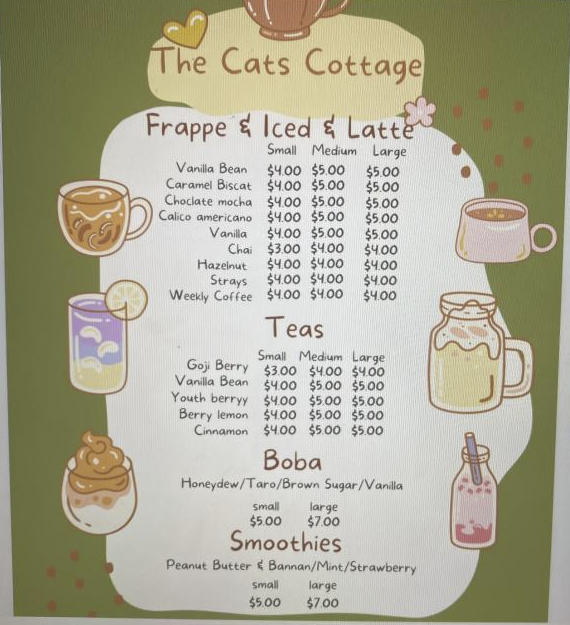 The Cats Cottage
Frappe & Iced & Latte
Small Medium Large
Vanilla Bean $4.00 $5.00 $5.00
Caramel Biscat $4.00 $5.00 $5.00
Choclate mocha $4.00 $5.00 $5.00
Calico americano $4.00 $5.00 $5.00
Vanilla $4.00 $5.00 $5.00
Chai $3.00 $4.00 $4.00
Hazelnut $4.00 $4.00 $4.00
Strays $4.00 $4.00 $4.00
Weekly Coffee $4.00 $4.00 $4.00
Teas
Small Medium Large
Goji Berry $3.00 $4.00 $4.00
Vanilla Bean $4.00 $5.00 $5.00
Youth berryy $4.00 $5.00 $5.00
Berry lemon $4.00 $5.00 $5.00
Cinnamon $4.00 $5.00 $5.00
Boba
Honeydew/Taro/Brown Sugar/Vanilla
small large
$5.00 $7.00
Smoothies
Peanut Butter & Bannan/Mint/Strawberry
small large
$5.00 $7.00